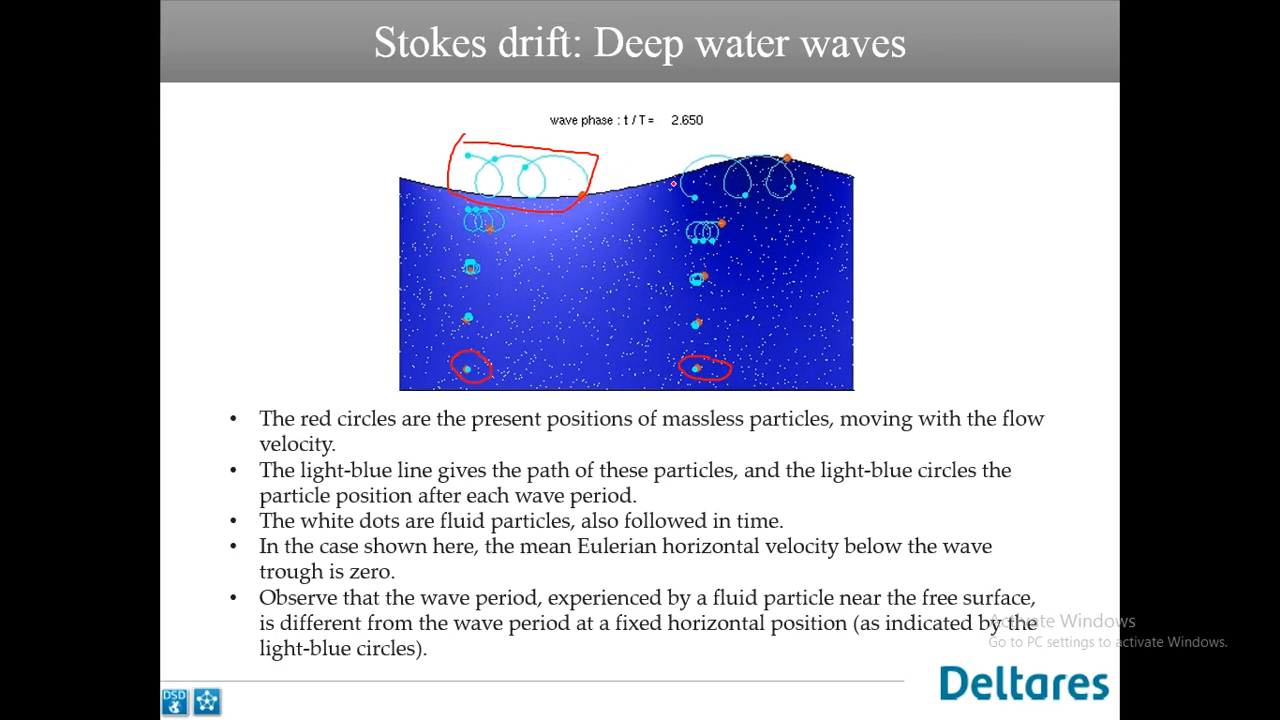 Stokes drift: Deep water waves
wave phase : t / T = 2.650
• The red circles are the present positions of massless particles, moving with the flow
velocity.
• The light-blue line gives the path of these particles, and the light-blue circles the
particle position after each wave period.
• The white dots are fluid particles, also followed in time.
• In the case shown here, the mean Eulerian horizontal velocity below the wave
trough is zero.
• Observe that the wave period, experienced by a fluid particle near the free surface,
is different from the wave period at a fixed horizontal position (as indicated by the
light-blue circles).
Activate Windows
Go to PC settings to activate Windows.
Deltares
DSD